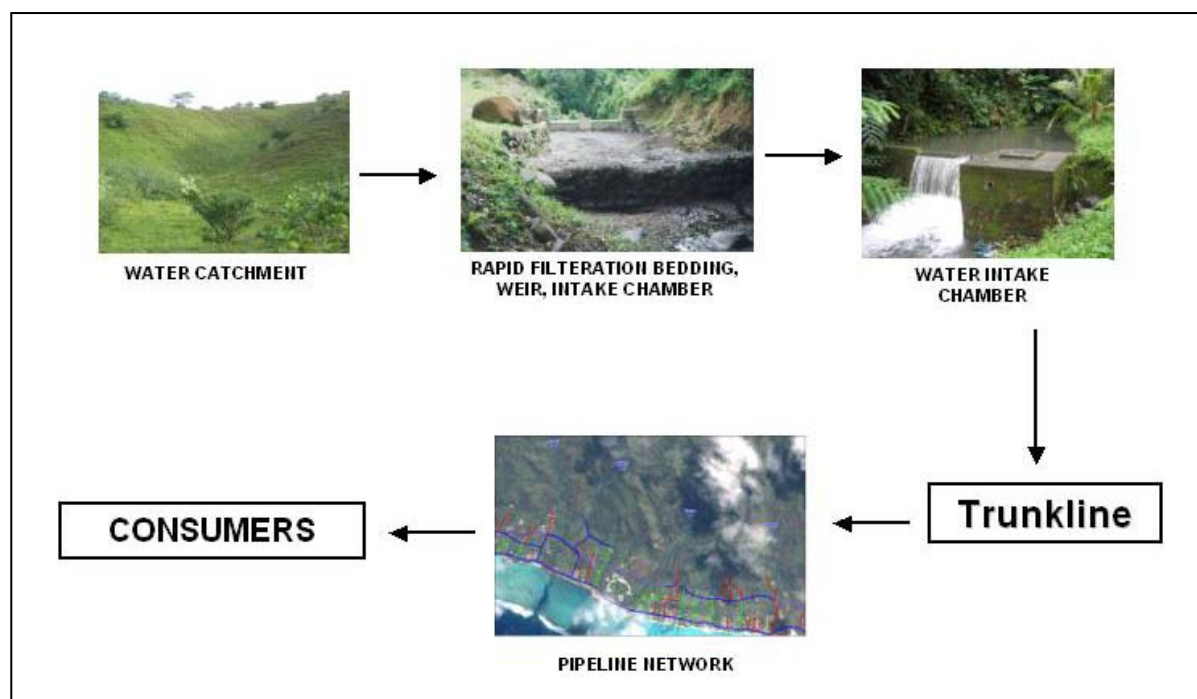 WATER CATCHMENT
RAPID FILTERATION BEDDING,
WEIR, INTAKE CHAMBER
WATER INTAKE
CHAMBER
Trunkline
CONSUMERS
PIPELINE NETWORK